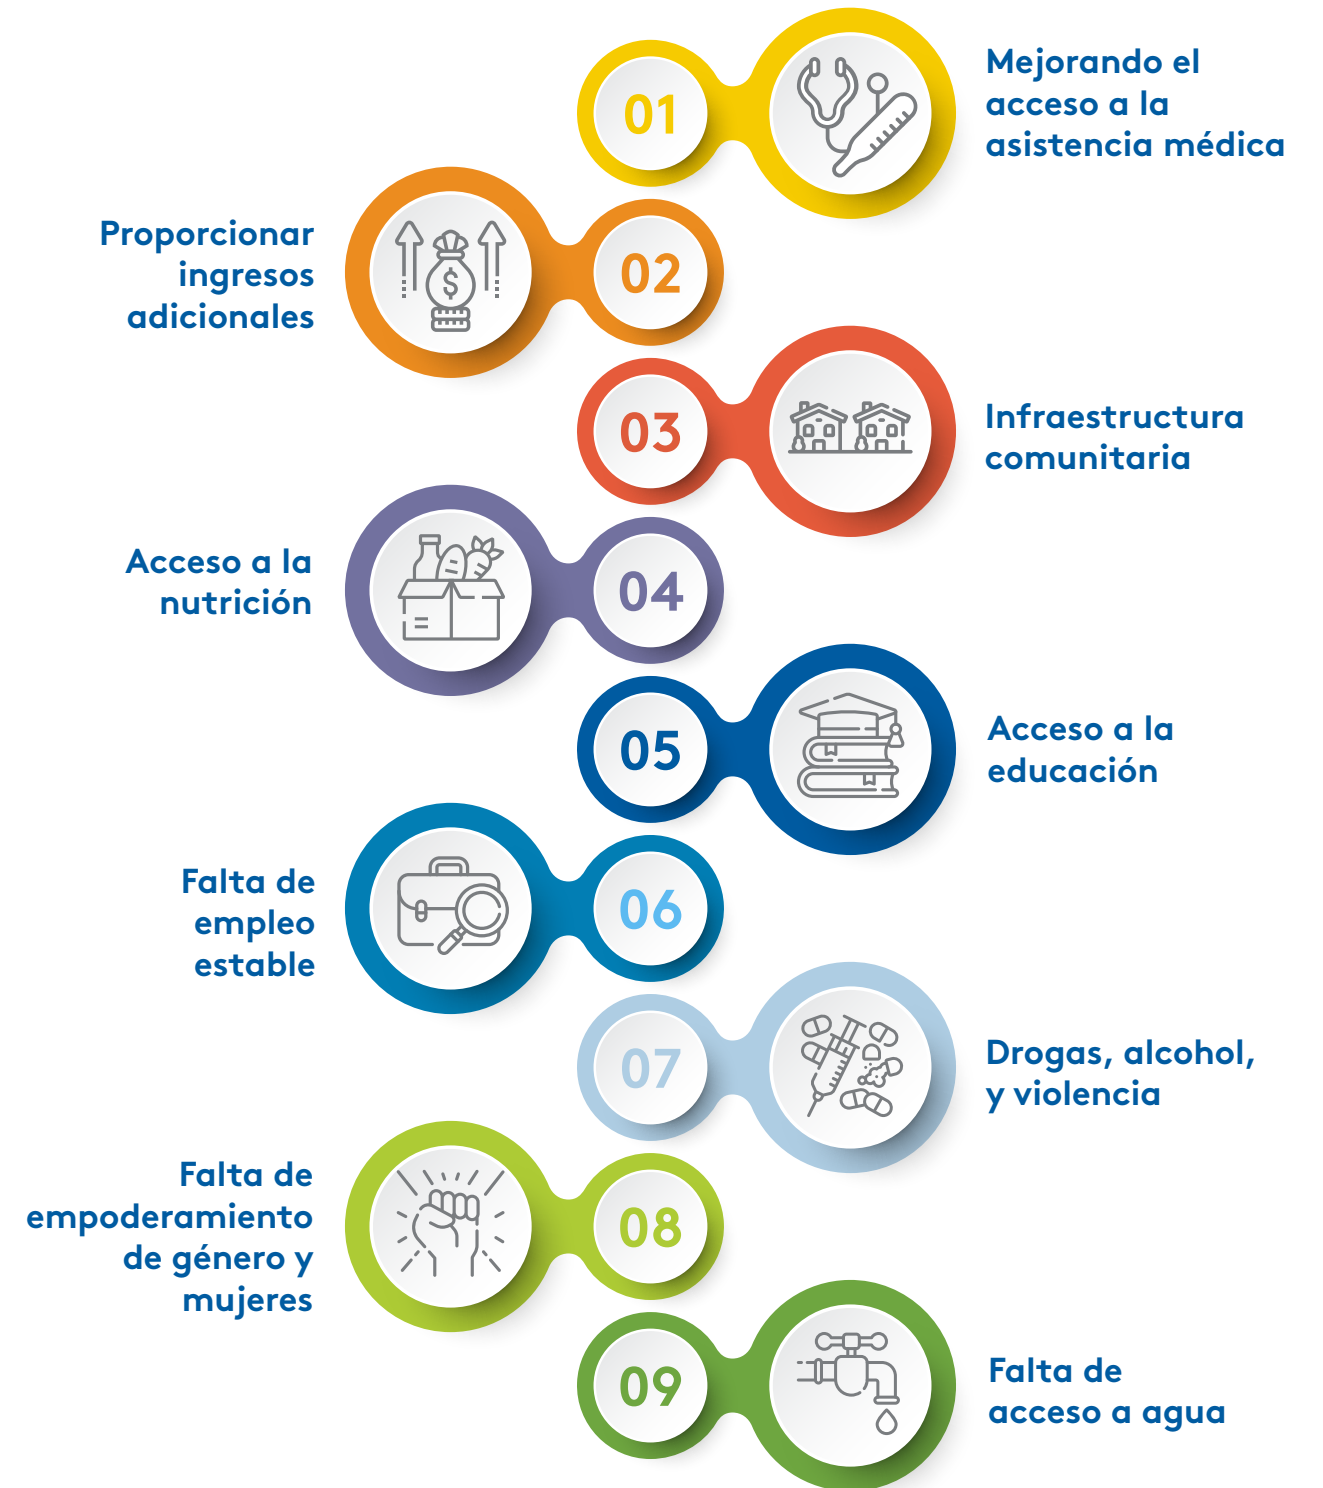 01
Mejorando el
acceso a la
asistencia médica
Proporcionar
ingresos
adicionales
$
02
03
Infraestructura
comunitaria
Acceso a la
nutrición
04
05
Acceso a la
educación
Falta de
empleo
estable
06
07
Drogas, alcohol,
y violencia
Falta de
empoderamiento
de género y
mujeres
08
09
Falta de
acceso a agua